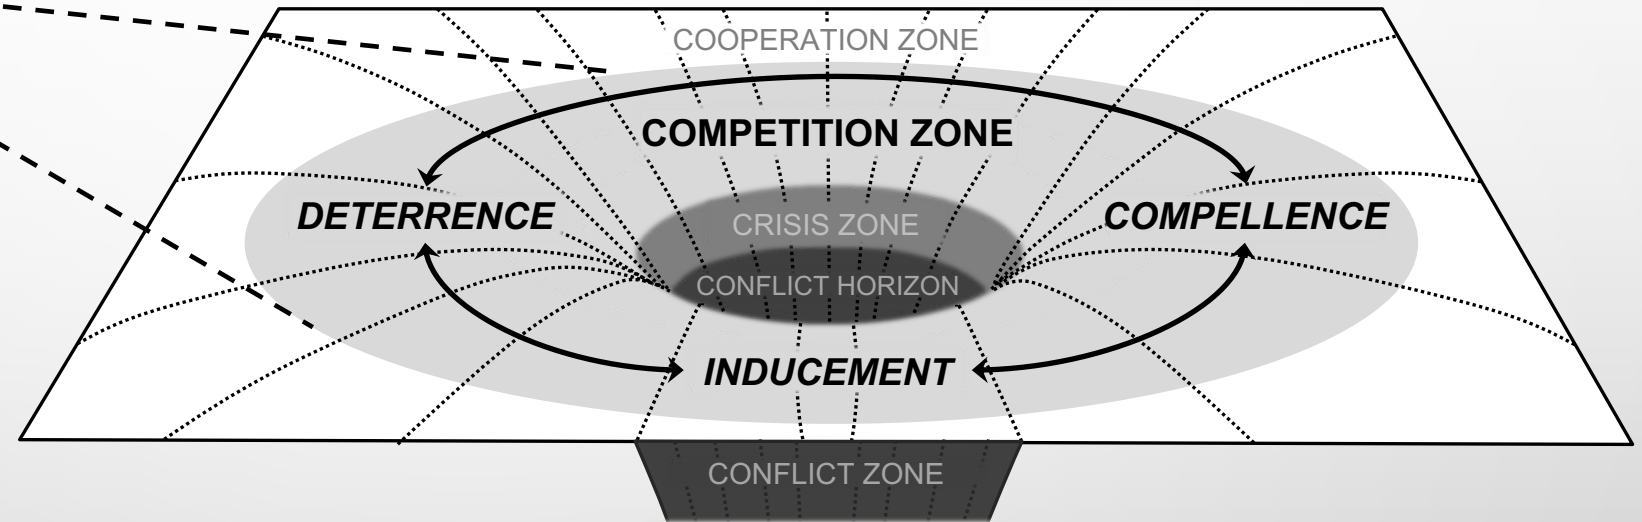 COOPERATION ZONE
COMPETITION ZONE
DETERRENCE
CRISIS ZONE
COMPELLENCE
CONFLICT HORIZON
INDUCEMENT
CONFLICT ZONE